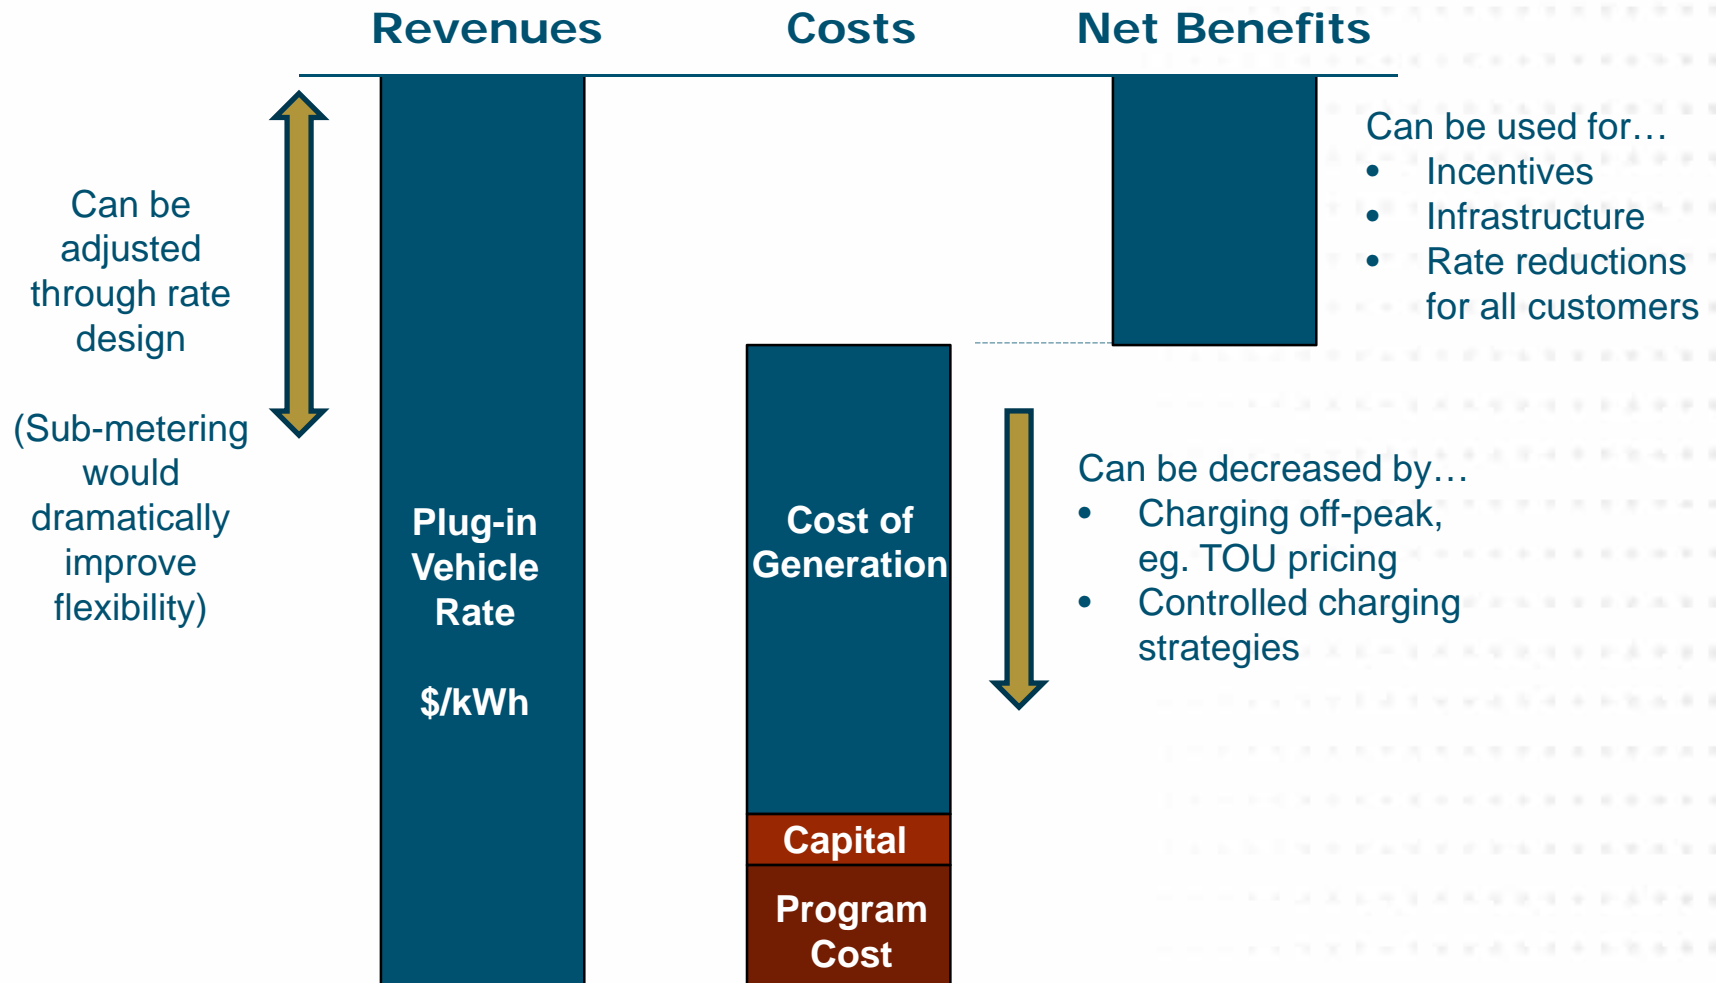 Revenues
Costs
Net Benefits
Can be
adjusted
through rate
design
(Sub-metering
would
dramatically
improve
flexibility)
Plug-in
Vehicle
Rate
$/kWh
Cost of
Generation
Capital
Program
Cost
Can be used for…
• Incentives
• Infrastructure
• Rate reductions
for all customers
Can be decreased by…
• Charging off-peak,
eg. TOU pricing
• Controlled charging
strategies